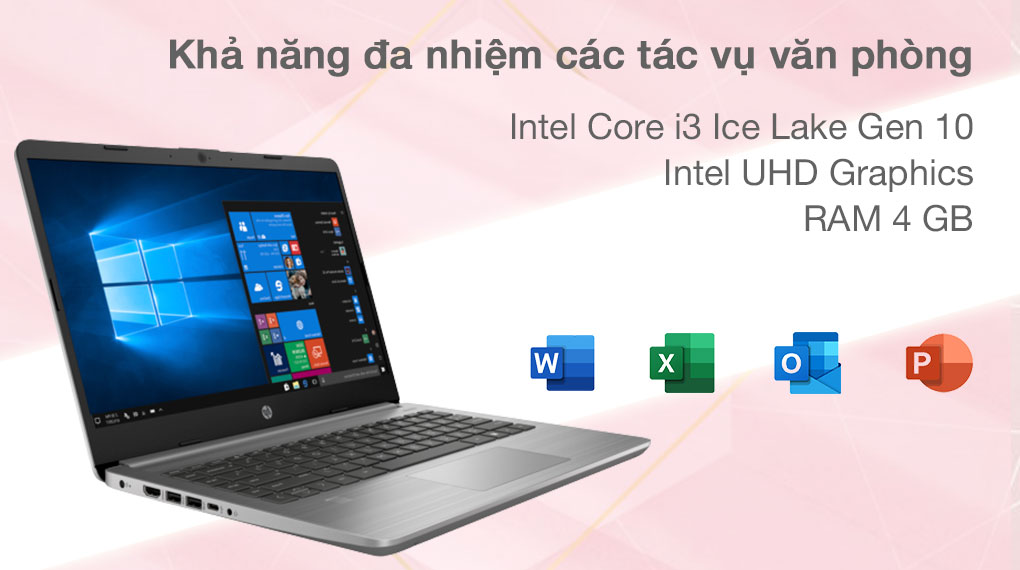 Khả năng đa nhiệm các tác vụ văn phòng
Intel Core i3 Ice Lake Gen 10
Intel UHD Graphics
RAM 4 GB
W
X
O
P
hp